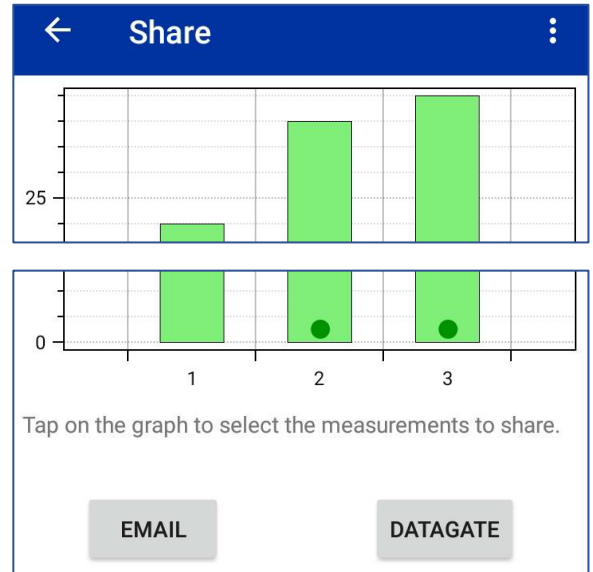 Share
25
0
1 2 3
Tap on the graph to select the measurements to share.
EMAIL DATAGATE